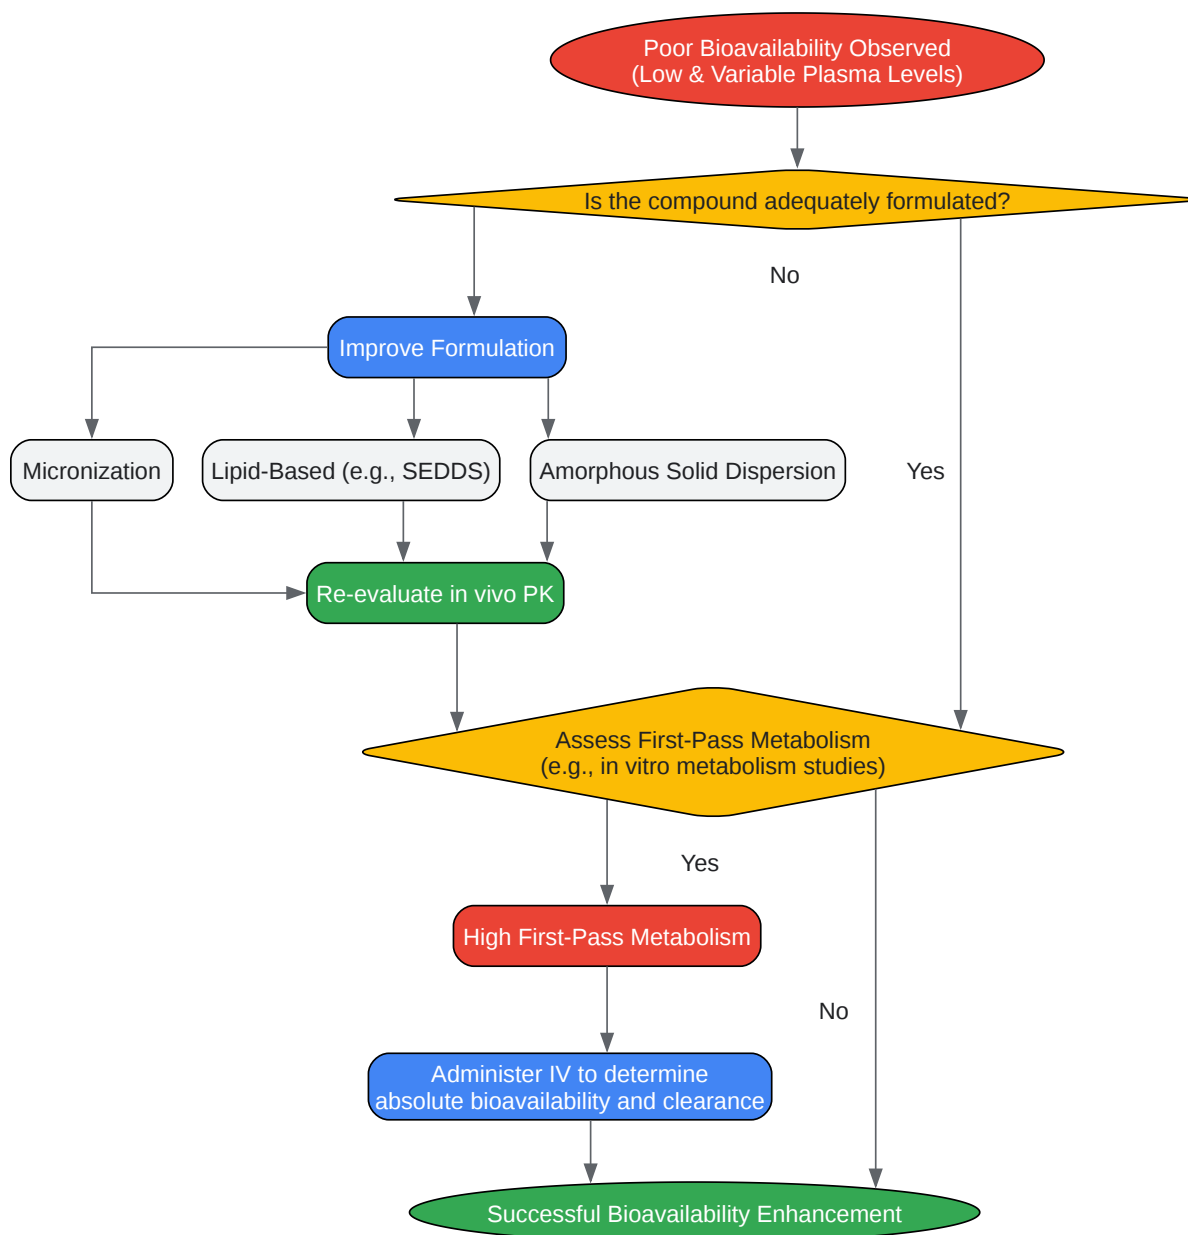 Poor Bioavailability Observed
(Low & Variable Plasma Levels)
Is the compound adequately formulated?
No
Improve Formulation
Micronization
Lipid-Based (e.g., SEDDS)
Amorphous Solid Dispersion
Yes
Re-evaluate in vivo PK
Assess First-Pass Metabolism
(e.g., in vitro metabolism studies)
Yes
High First-Pass Metabolism
No
Administer IV to determine
absolute bioavailability and clearance
Successful Bioavailability Enhancement